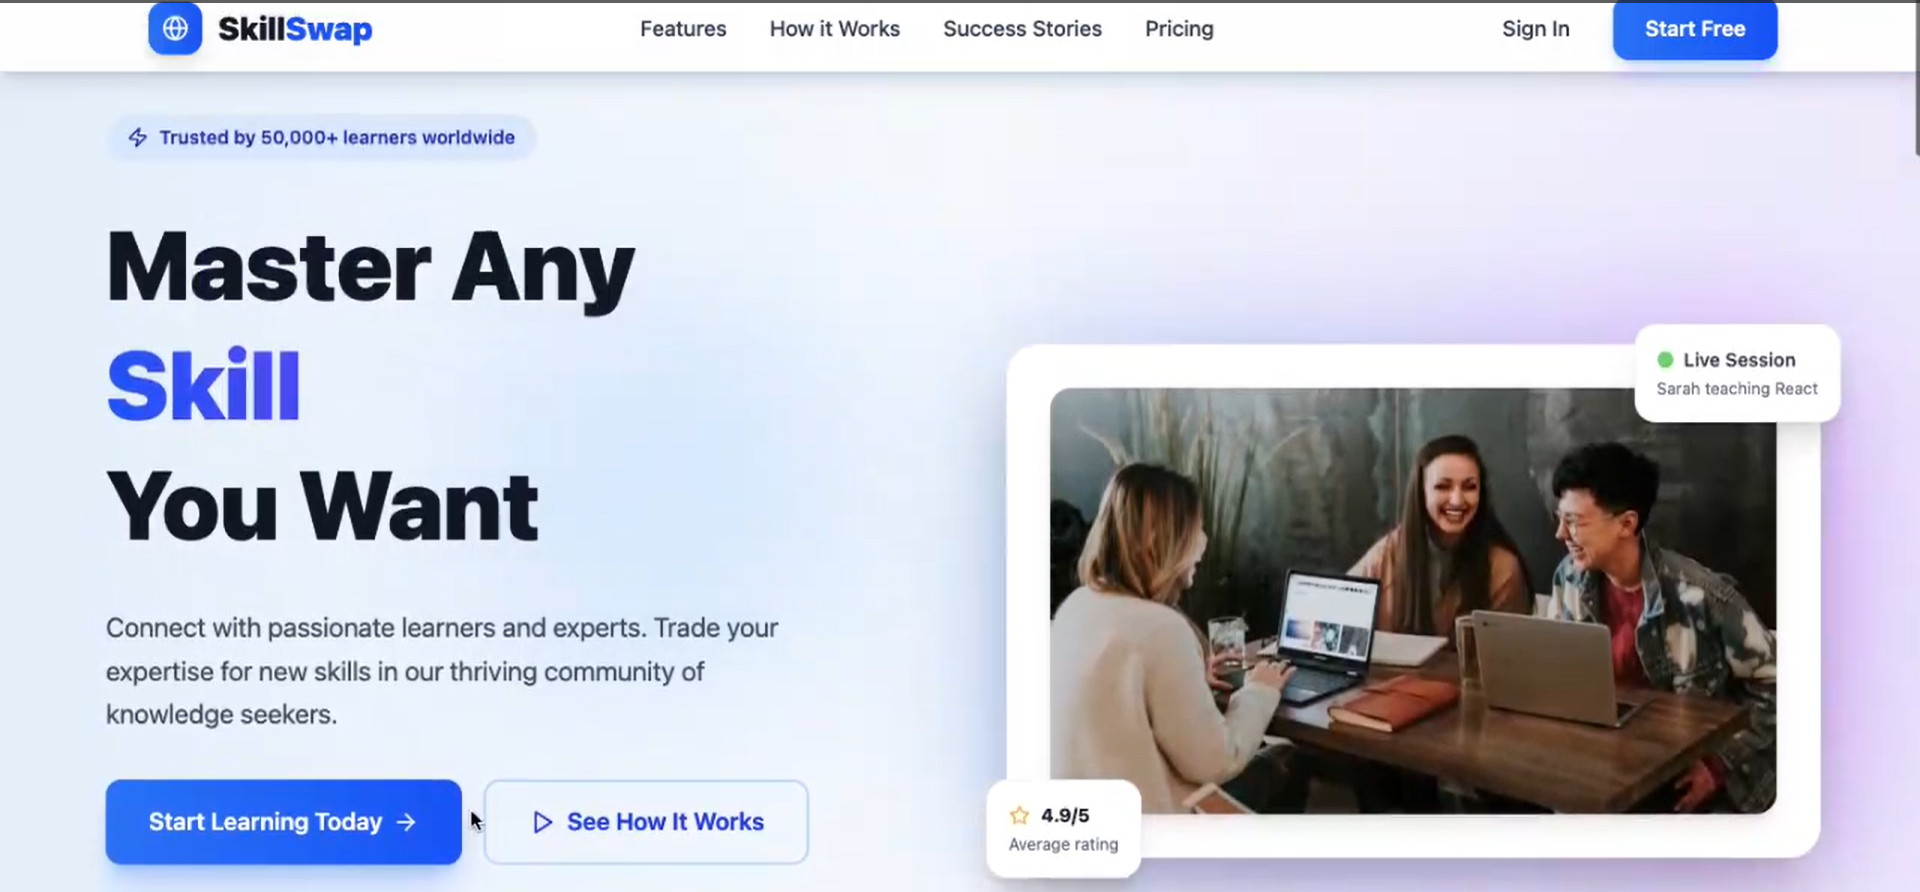 SkillSwap
Features
How it Works
Success Stories
Pricing
Sign In
Start Free
Trusted by 50,000+ learners worldwide
Master Any
Skill
You Want
Connect with passionate learners and experts. Trade your
expertise for new skills in our thriving community of
knowledge seekers.
Start Learning Today →
See How It Works
Live Session
Sarah teaching React
4.9/5
Average rating